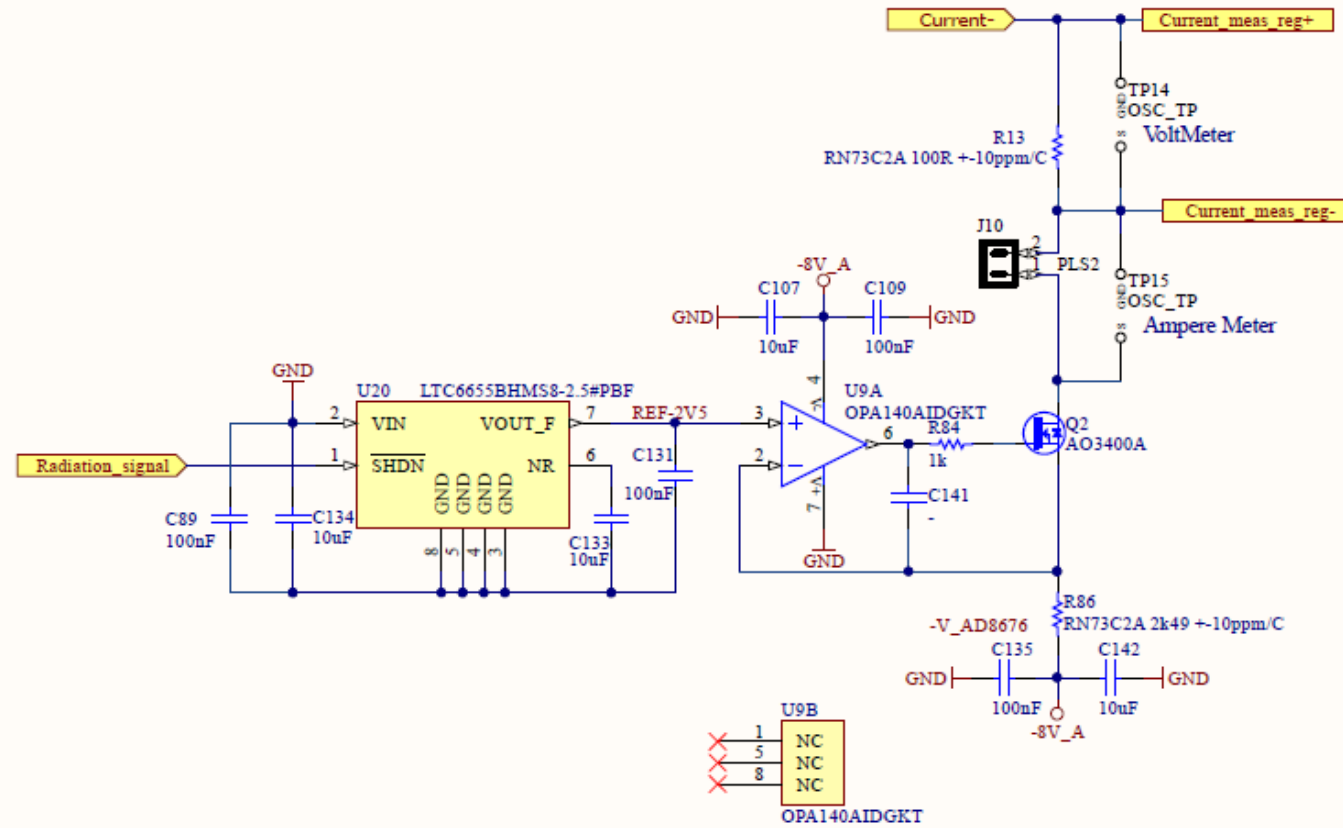 Current-
Current_meas_reg+
TP14
GND
OSC_TP
S
VoltMeter
R13
RN73C2A 100R +-10ppm/C
Current_meas_reg-
J10
2
1
PLS2
TP15
GND
OSC_TP
S
Ampere Meter
-8V_A
C107
C109
GND
GND
10uF
100nF
GND
U20
LTC6655BHMS8-2.5#PBF
4
V-
U9A
OPA140AIDGKT
2
VIN
VOUT_F
7
REF-2V5
3
+
6
R84
1k
Q2
AO3400A
Radiation_signal
1
SHDN
NR
6
C131
100nF
2
-
V+
7
GND
C141
-
GND
GND
GND
GND
C89
100nF
C134
10uF
C133
10uF
8
5
4
3
R86
RN73C2A 2k49 +-10ppm/C
-V_AD8676
C135
C142
GND
GND
100nF
10uF
-8V_A
U9B
1
NC
5
NC
8
NC
OPA140AIDGKT